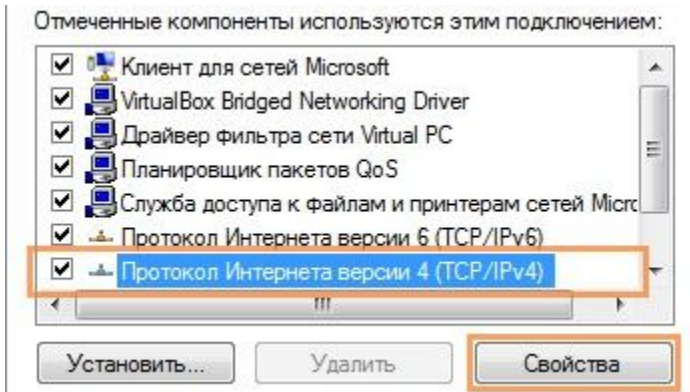 Отмеченные компоненты используются этим подключением:
Клиент для сетей Microsoft
VirtualBox Bridged Networking Driver
Драйвер фильтра сети Virtual PC
Планировщик пакетов QoS
Служба доступа к файлам и принтерам сетей Micro
Протокол Интернета версии 6 (TCP/IPv6)
Протокол Интернета версии 4 (TCP/IPv4)
Установить... Удалить Свойства